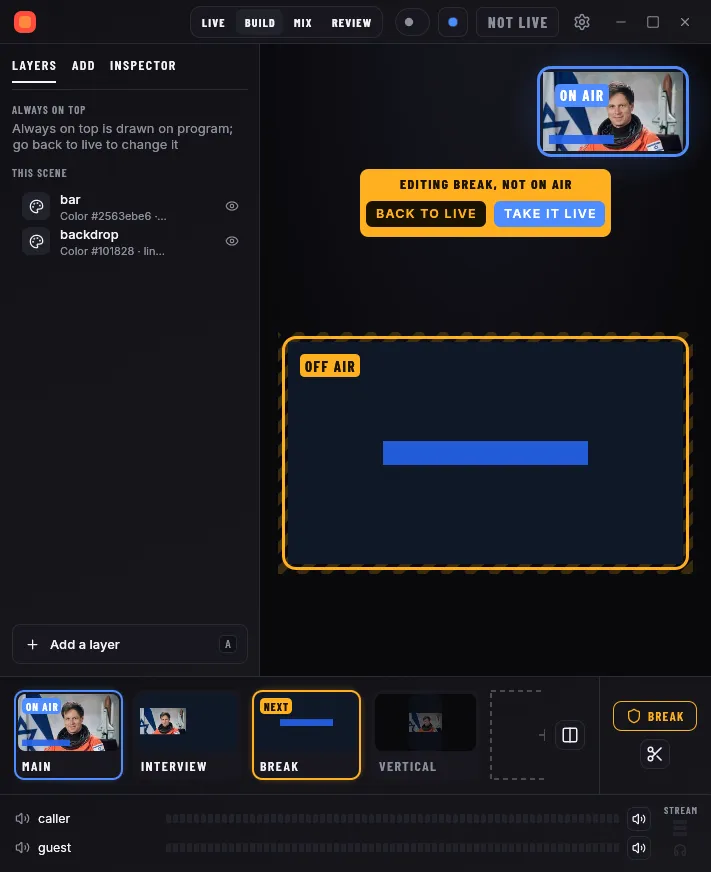 LIVE BUILD MIX REVIEW NOT LIVE
LAYERS ADD INSPECTOR
ALWAYS ON TOP
Always on top is drawn on program;
go back to live to change it
THIS SCENE
bar
Color #2563ebe6 ·...
backdrop
Color #101828 · lin...
ON AIR
EDITING BREAK, NOT ON AIR
BACK TO LIVE TAKE IT LIVE
OFF AIR
+ Add a layer A
ON AIR
MAIN
INTERVIEW
NEXT
BREAK
VERTICAL
BREAK
caller
guest
STREAM